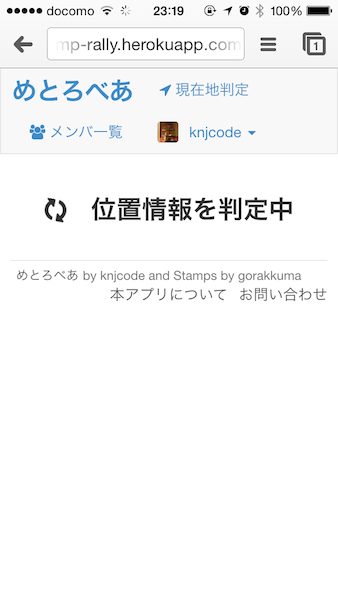 docomo 23:19 100%
mp-rally.herokuapp.com 1
めとろべあ 現在地判定
メンバ一覧 knjcode
位置情報を判定中
めとろべあ by knjcode and Stamps by gorakkuma
本アプリについて お問い合わせ